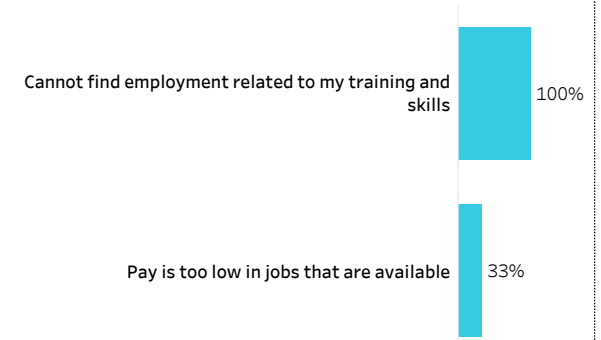 Cannot find employment related to my training and
skills
100%
Pay is too low in jobs that are available
33%